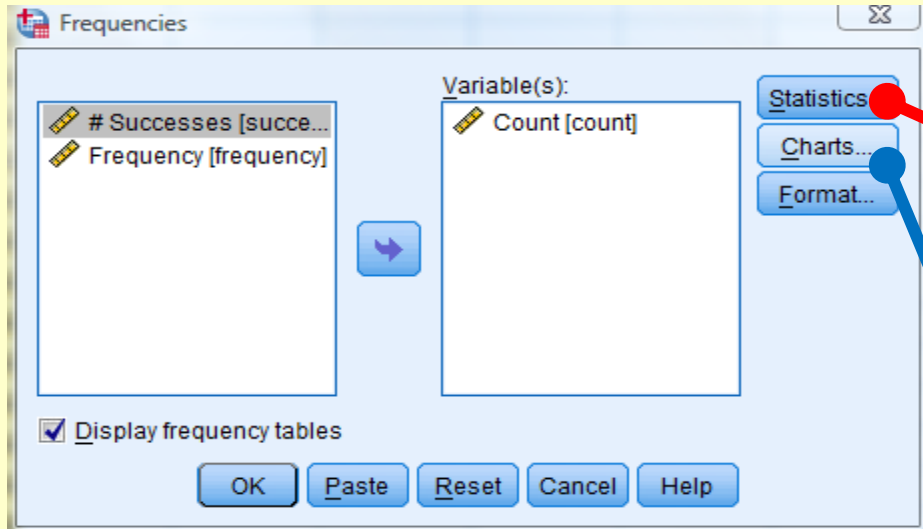 Frequencies
Variable(s):
# Successes [succe...
Frequency [frequency]
Count [count]
Statistics
Charts...
Format...
Display frequency tables
OK Paste Reset Cancel Help